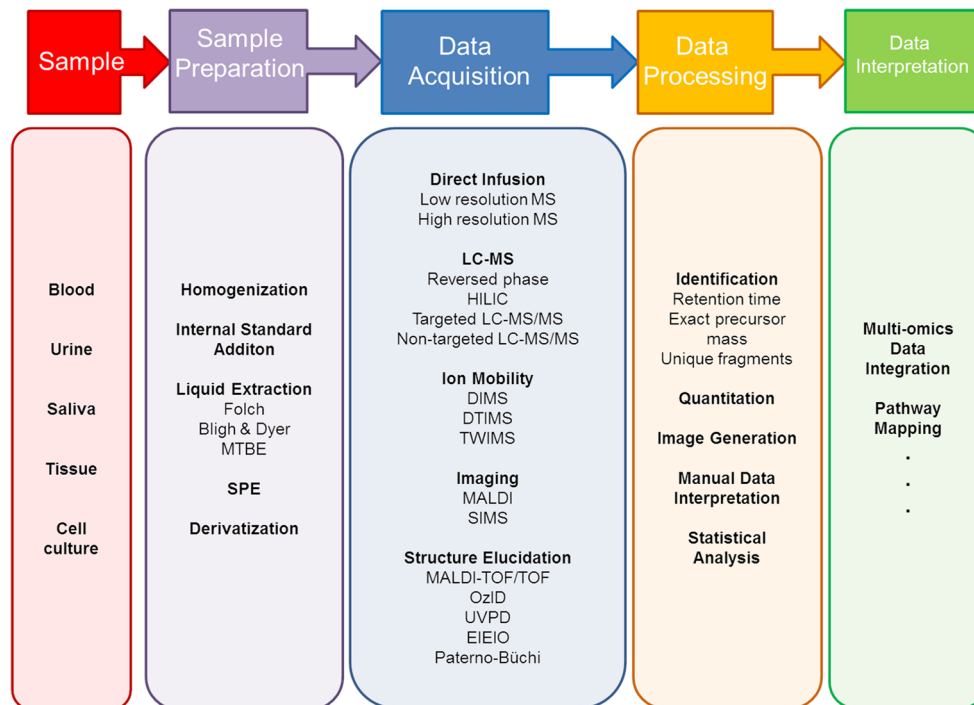 Sample
Sample
Preparation
Data
Acquisition
Data
Processing
Data
Interpretation
Blood
Urine
Saliva
Tissue
Cell
culture
Homogenization
Internal Standard
Additon
Liquid Extraction
Folch
Bligh & Dyer
MTBE
SPE
Derivatization
Direct Infusion
Low resolution MS
High resolution MS
LC-MS
Reversed phase
HILIC
Targeted LC-MS/MS
Non-targeted LC-MS/MS
Ion Mobility
DIMS
DTIMS
TWIMS
Imaging
MALDI
SIMS
Structure Elucidation
MALDI-TOF/TOF
OzID
UVPD
EIEIO
Paterno-Büchi
Identification
Retention time
Exact precursor
mass
Unique fragments
Quantitation
Image Generation
Manual Data
Interpretation
Statistical
Analysis
Multi-omics
Data
Integration
Pathway
Mapping
.
.
.